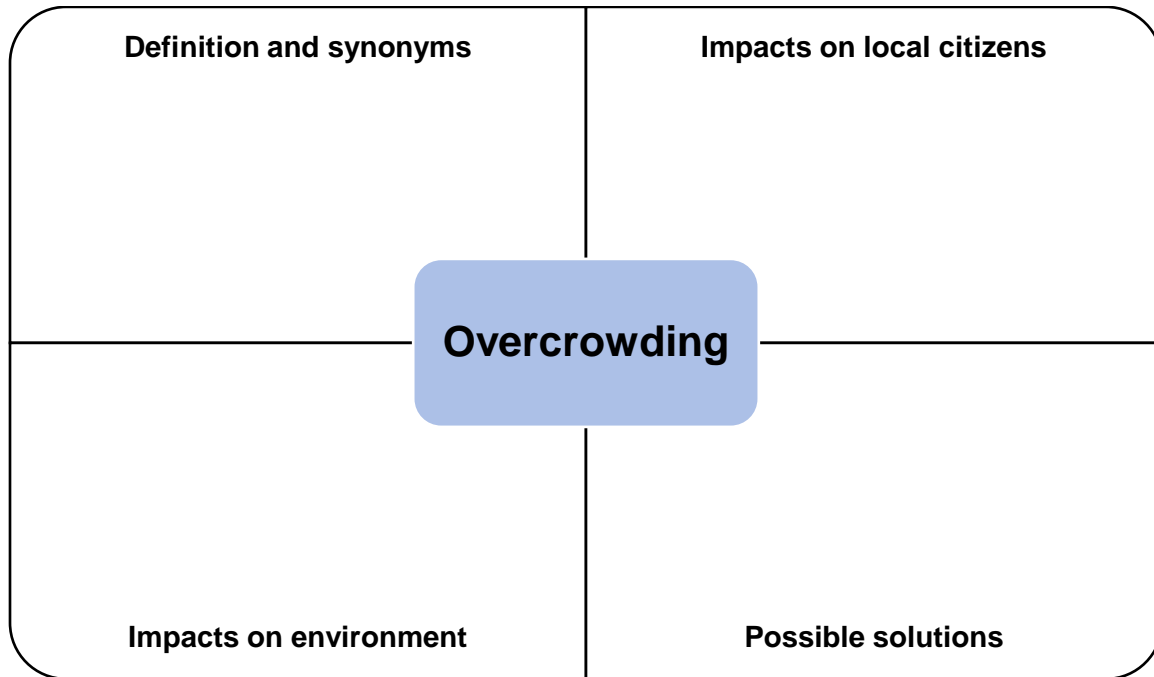 Definition and synonyms
Impacts on local citizens
Overcrowding
Impacts on environment
Possible solutions